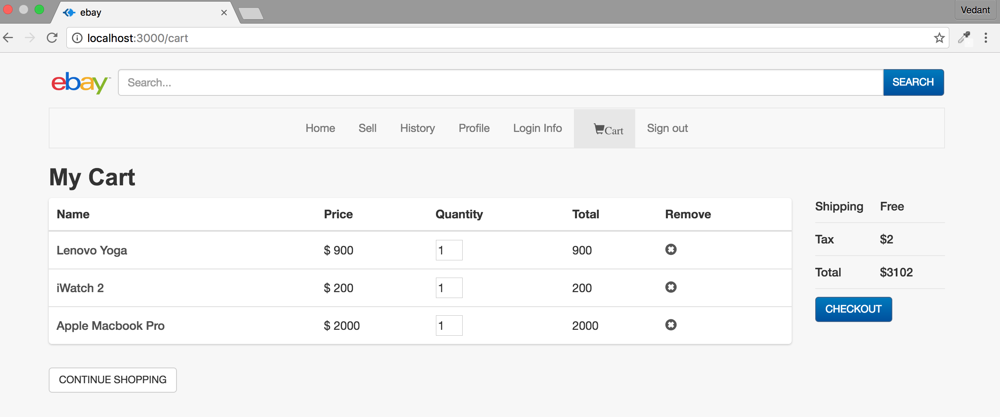 ebay
Vedant
localhost:3000/cart
ebay™ Search... SEARCH
Home Sell History Profile Login Info Cart Sign out
My Cart
Name Price Quantity Total Remove
Lenovo Yoga $ 900 1 900
iWatch 2 $ 200 1 200
Apple Macbook Pro $ 2000 1 2000
Shipping Free
Tax $2
Total $3102
CHECKOUT
CONTINUE SHOPPING